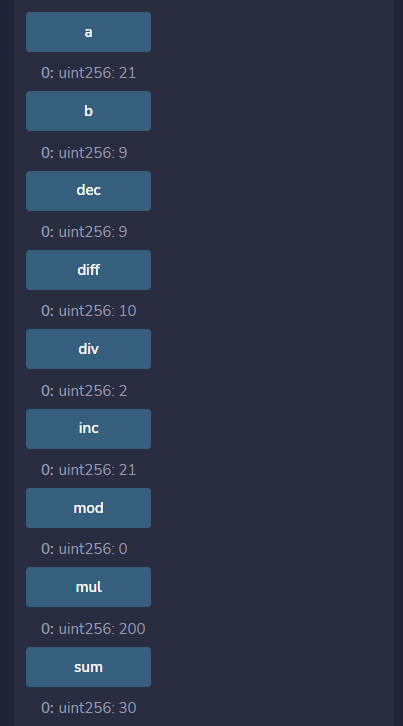 a
0: uint256: 21
b
0: uint256: 9
dec
0: uint256: 9
diff
0: uint256: 10
div
0: uint256: 2
inc
0: uint256: 21
mod
0: uint256: 0
mul
0: uint256: 200
sum
0: uint256: 30